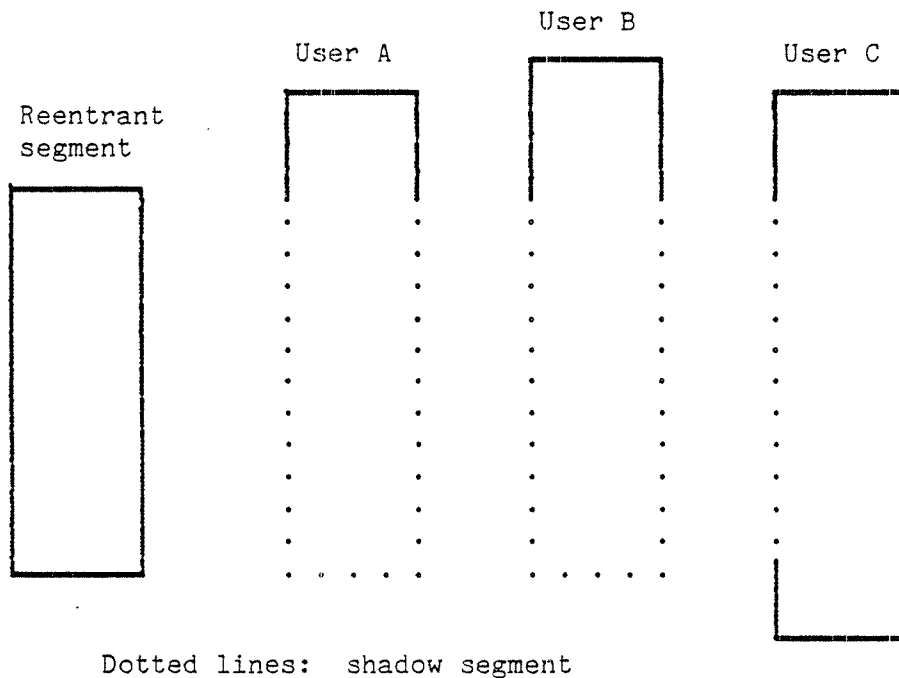 User B
User A
User C
Reentrant
segment
Dotted lines: shadow segment